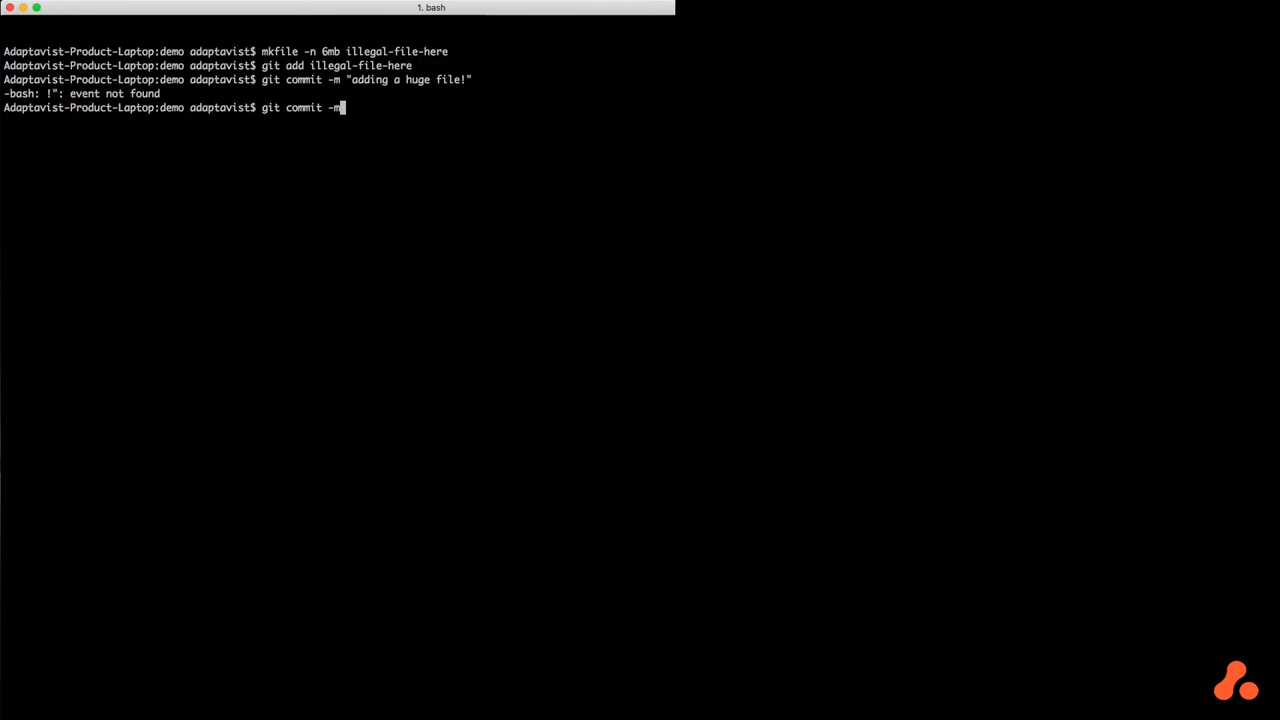 1. bash
Adaptavist-Product-Laptop:demo adaptavist$ mkfile -n 6mb illegal-file-here
Adaptavist-Product-Laptop:demo adaptavist$ git add illegal-file-here
Adaptavist-Product-Laptop:demo adaptavist$ git commit -m "adding a huge file!"
-bash: !": event not found
Adaptavist-Product-Laptop:demo adaptavist$ git commit -m